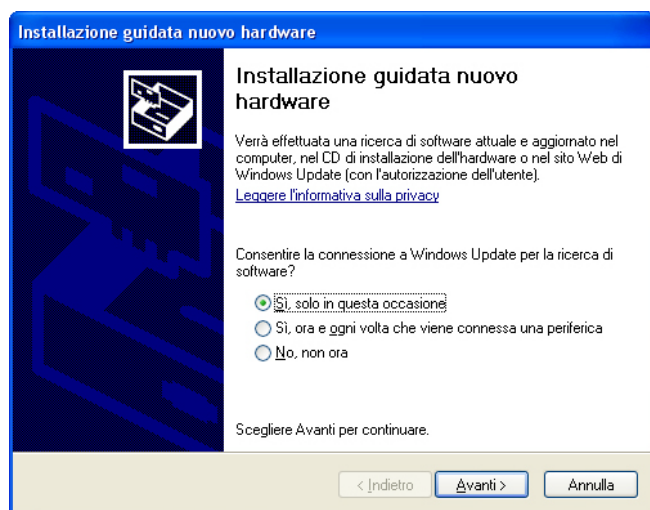 Installazione guidata nuovo hardware
Installazione guidata nuovo
hardware
Verrà effettuata una ricerca di software attuale e aggiornato nel
computer, nel CD di installazione dell'hardware o nel sito Web di
Windows Update (con l'autorizzazione dell'utente).
Leggere l'informativa sulla privacy
Consentire la connessione a Windows Update per la ricerca di
software?
Sì, solo in questa occasione
Sì, ora e ogni volta che viene connessa una periferica
No, non ora
Scegliere Avanti per continuare.
< Indietro Avanti > Annulla